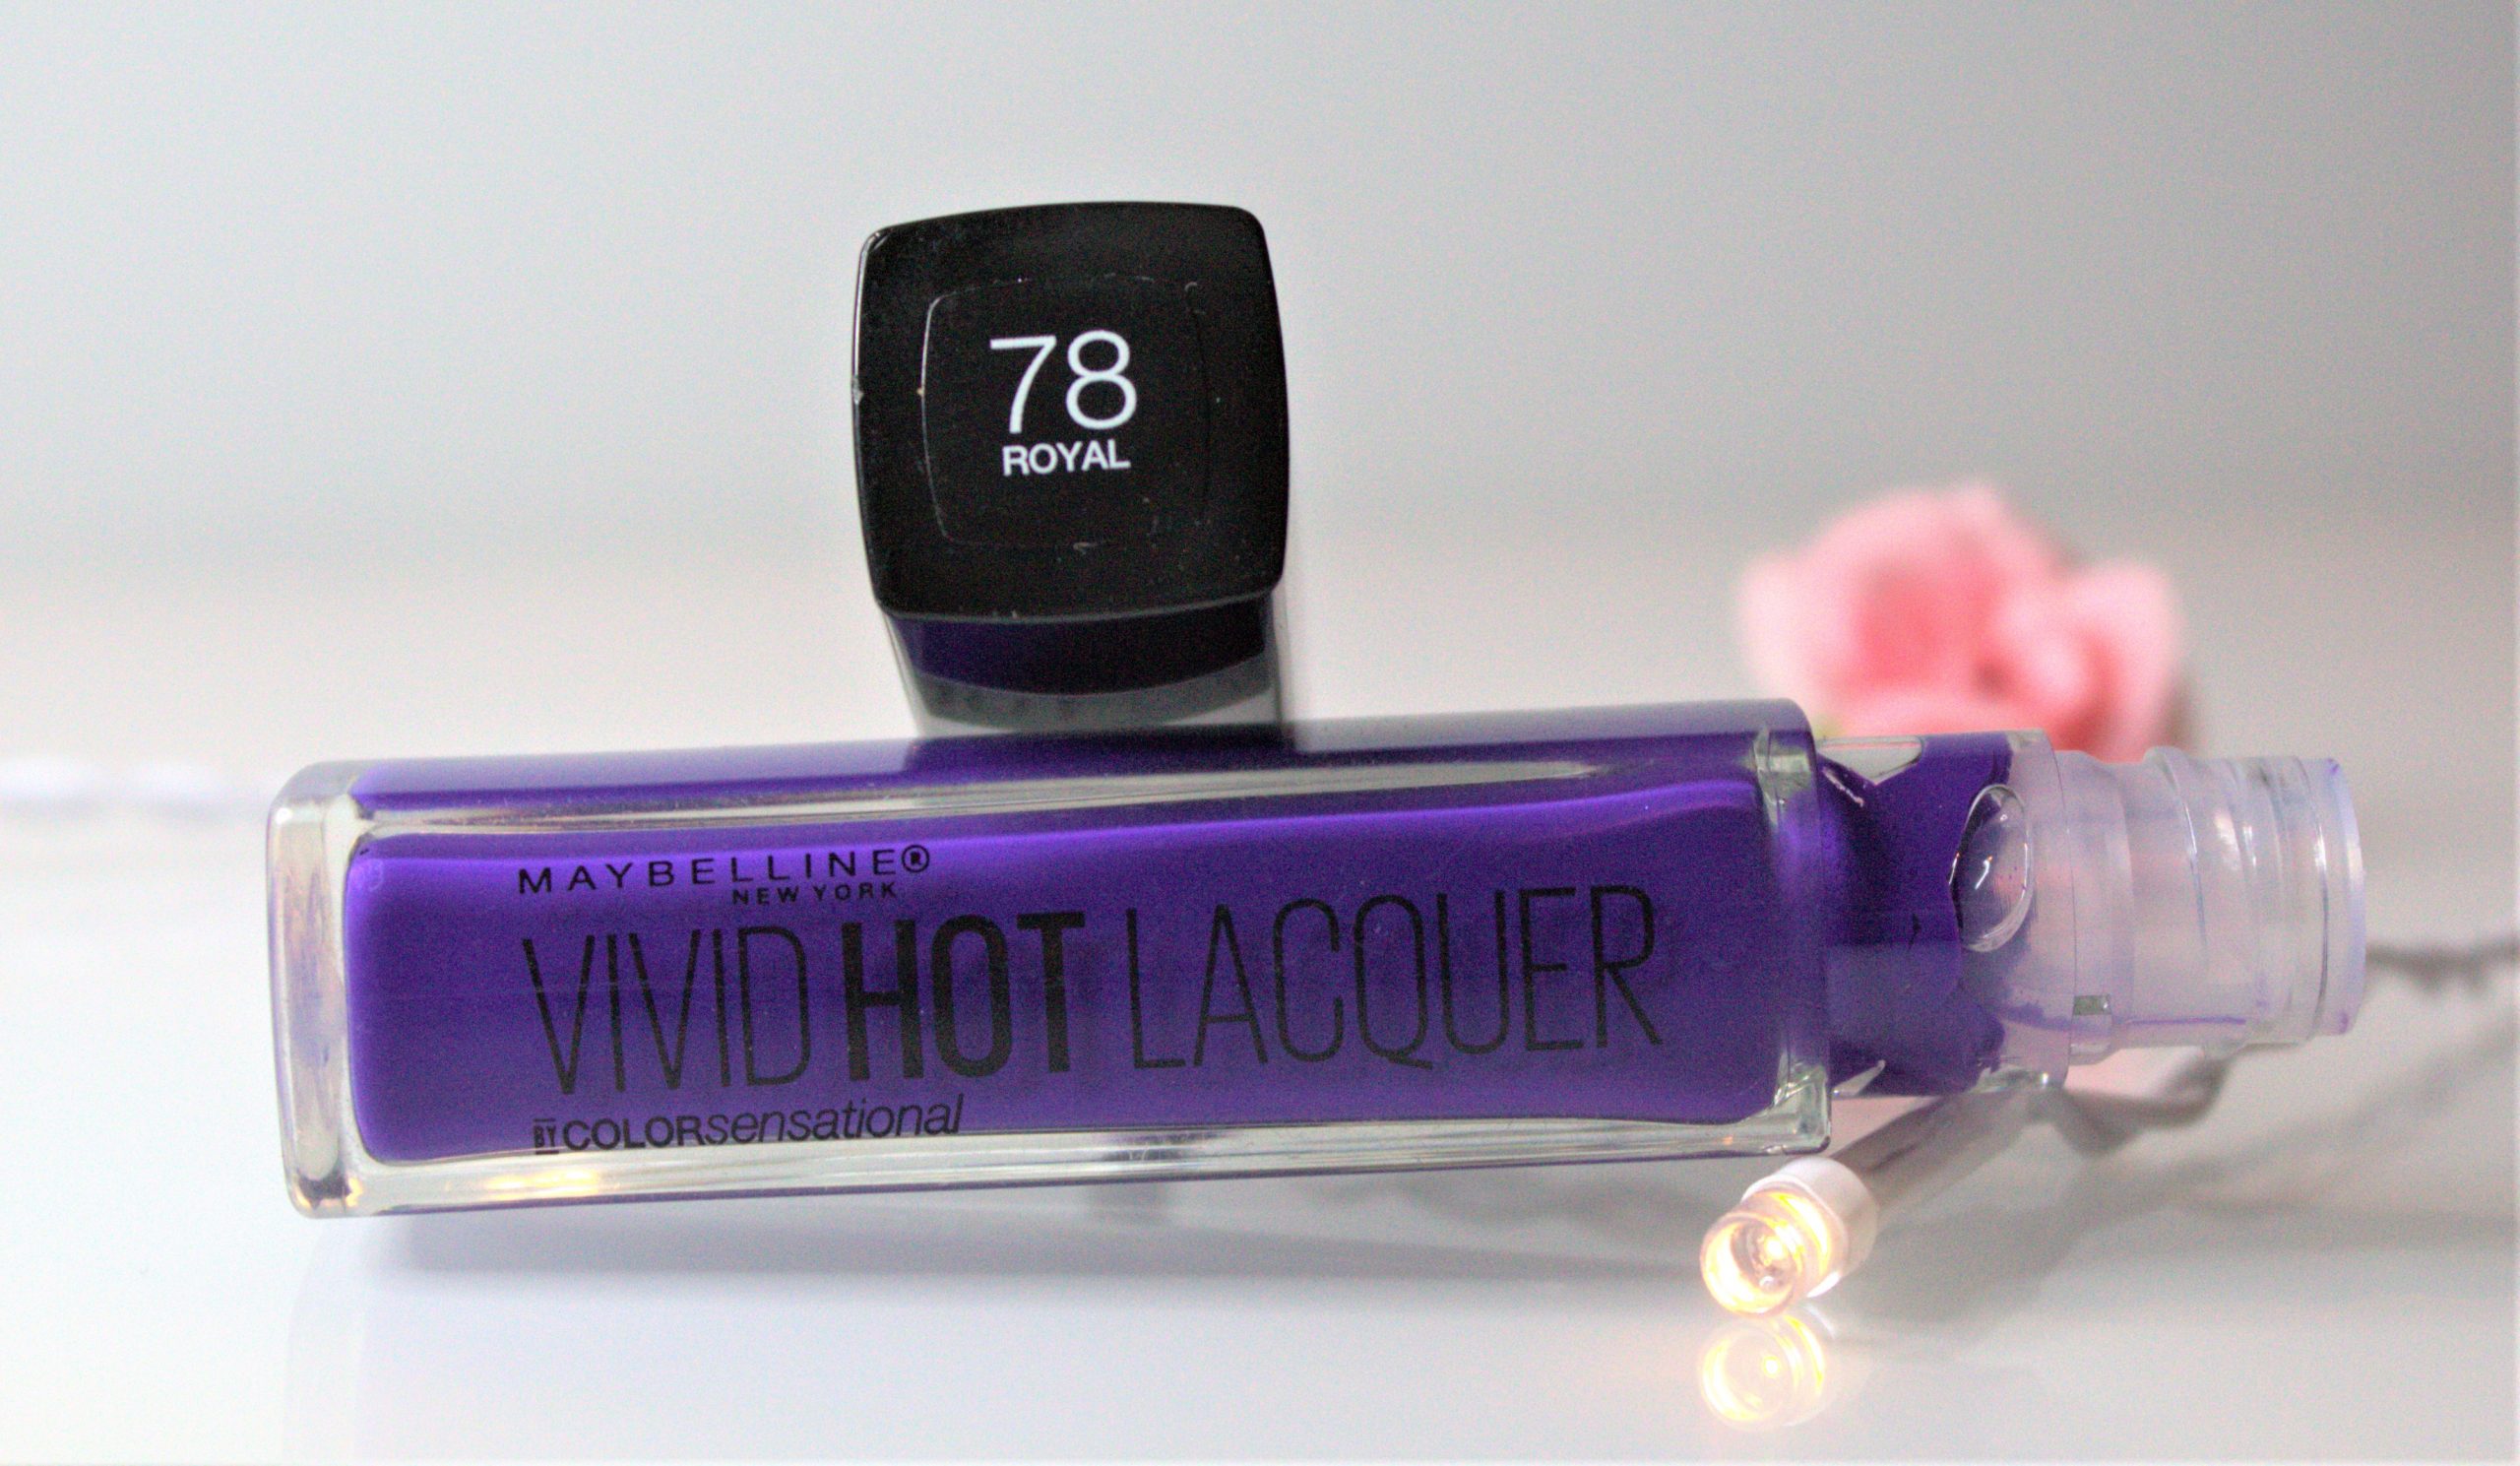 78
ROYAL
MAYBELLINE®
NEW YORK
VIVID HOT LACQUER
BY COLORsensational